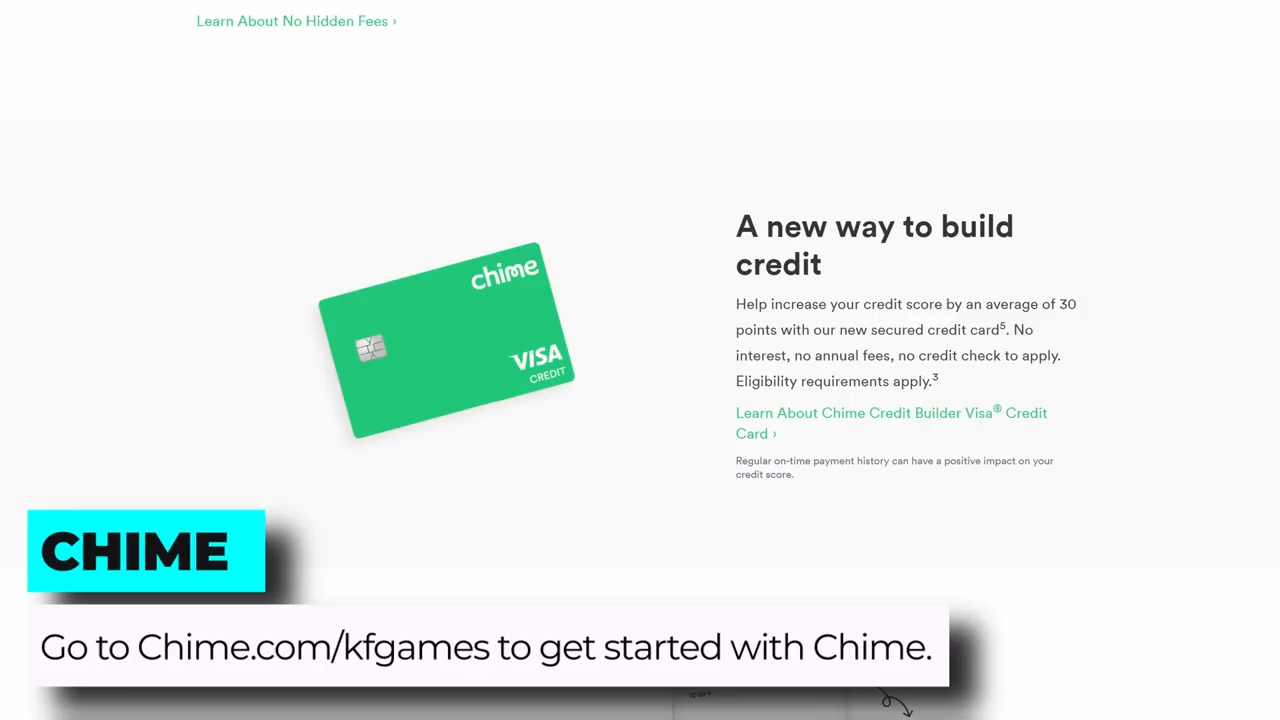 Learn About No Hidden Fees ›
chime
VISA
CREDIT
A new way to build
credit
Help increase your credit score by an average of 30
points with our new secured credit card⁵. No
interest, no annual fees, no credit check to apply.
Eligibility requirements apply.³
Learn About Chime Credit Builder Visa® Credit
Card ›
Regular on-time payment history can have a positive impact on your
credit score.
CHIME
Go to Chime.com/kfgames to get started with Chime.